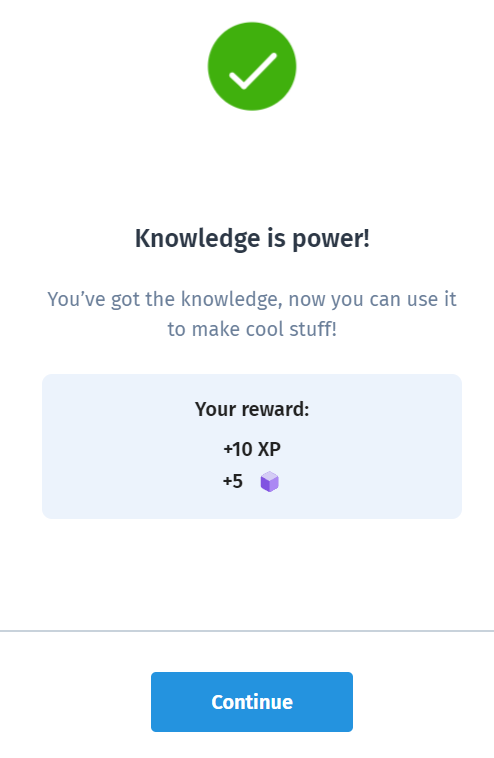 Knowledge is power!
You’ve got the knowledge, now you can use it
to make cool stuff!
Your reward:
+10 XP
+5
Continue